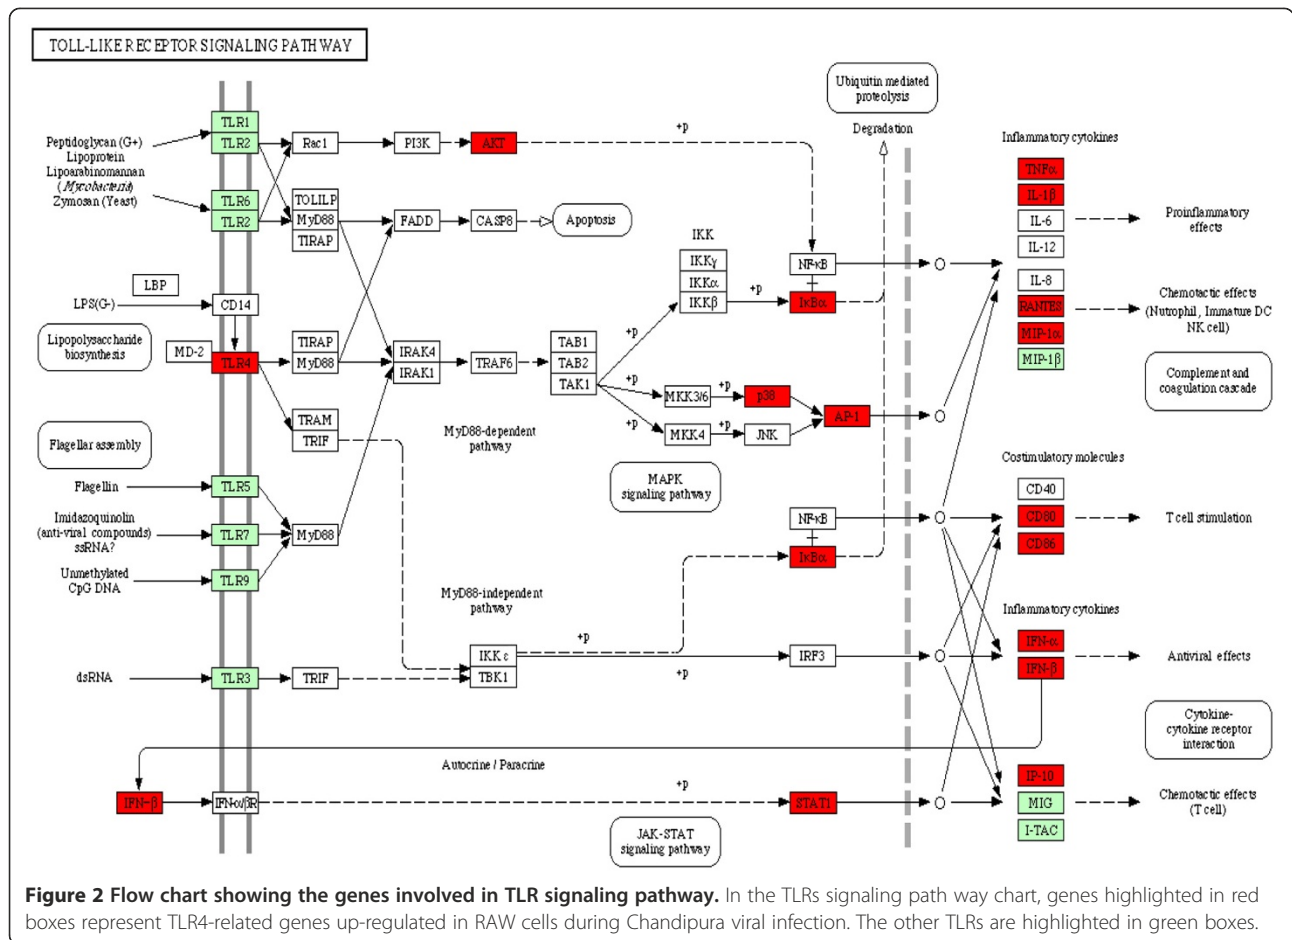 TOLL-LIKE RECEPTOR SIGNALING PATHWAY
Ubiquitin mediated
proteolysis
Degradation
Peptidoglycan (G+)
Lipoprotein
Lipoarabinomannan
(Mycobacteria)
Zymosan (Yeast)
TLR1
TLR2
TLR6
TLR2
Rac1
PI3K
AKT
+p
TOLILP
MyD88
TIRAP
FADD
CASP8
Apoptosis
LBP
LPS(G-)
CD14
Lipopolysaccharide
biosynthesis
MD-2
TLR4
TIRAP
MyD88
IRAK4
IRAK1
TRAF6
TAB1
TAB2
TAK1
IKK
IKKγ
IKKα
IKKβ
+p
+p
NF-κB
IκBα
+p
MKK3/6
+p
p38
+p
MKK4
+p
JNK
AP-1
TRAM
TRIF
MyD88-dependent
pathway
MAPK
signaling pathway
Flagellar assembly
Flagellin
TLR5
Imidazoquinolin
(anti-viral compounds)
ssRNA?
TLR7
MyD88
Unmethylated
CpG DNA
TLR9
NF-κB
IκBα
MyD88-independent
pathway
+p
IKKε
TBK1
+p
IRF3
dsRNA
TLR3
TRIF
Autocrine / Paracrine
IFN-β
IFN-α/βR
+p
STAT1
JAK-STAT
signaling pathway
Inflammatory cytokines
TNFα
IL-1β
IL-6
IL-12
Proinflammatory
effects
IL-8
RANTES
MIP-1α
MIP-1β
Chemotactic effects
(Nutrophil, Immature DC
NK cell)
Complement and
coagulation cascade
Costimulatory molecules
CD40
CD80
CD86
T cell stimulation
Inflammatory cytokines
IFN-α
IFN-β
Antiviral effects
Cytokine-
cytokine receptor
interaction
IP-10
MIG
I-TAC
Chemotactic effects
(T cell)
Figure 2 Flow chart showing the genes involved in TLR signaling pathway. In the TLRs signaling path way chart, genes highlighted in red
boxes represent TLR4-related genes up-regulated in RAW cells during Chandipura viral infection. The other TLRs are highlighted in green boxes.